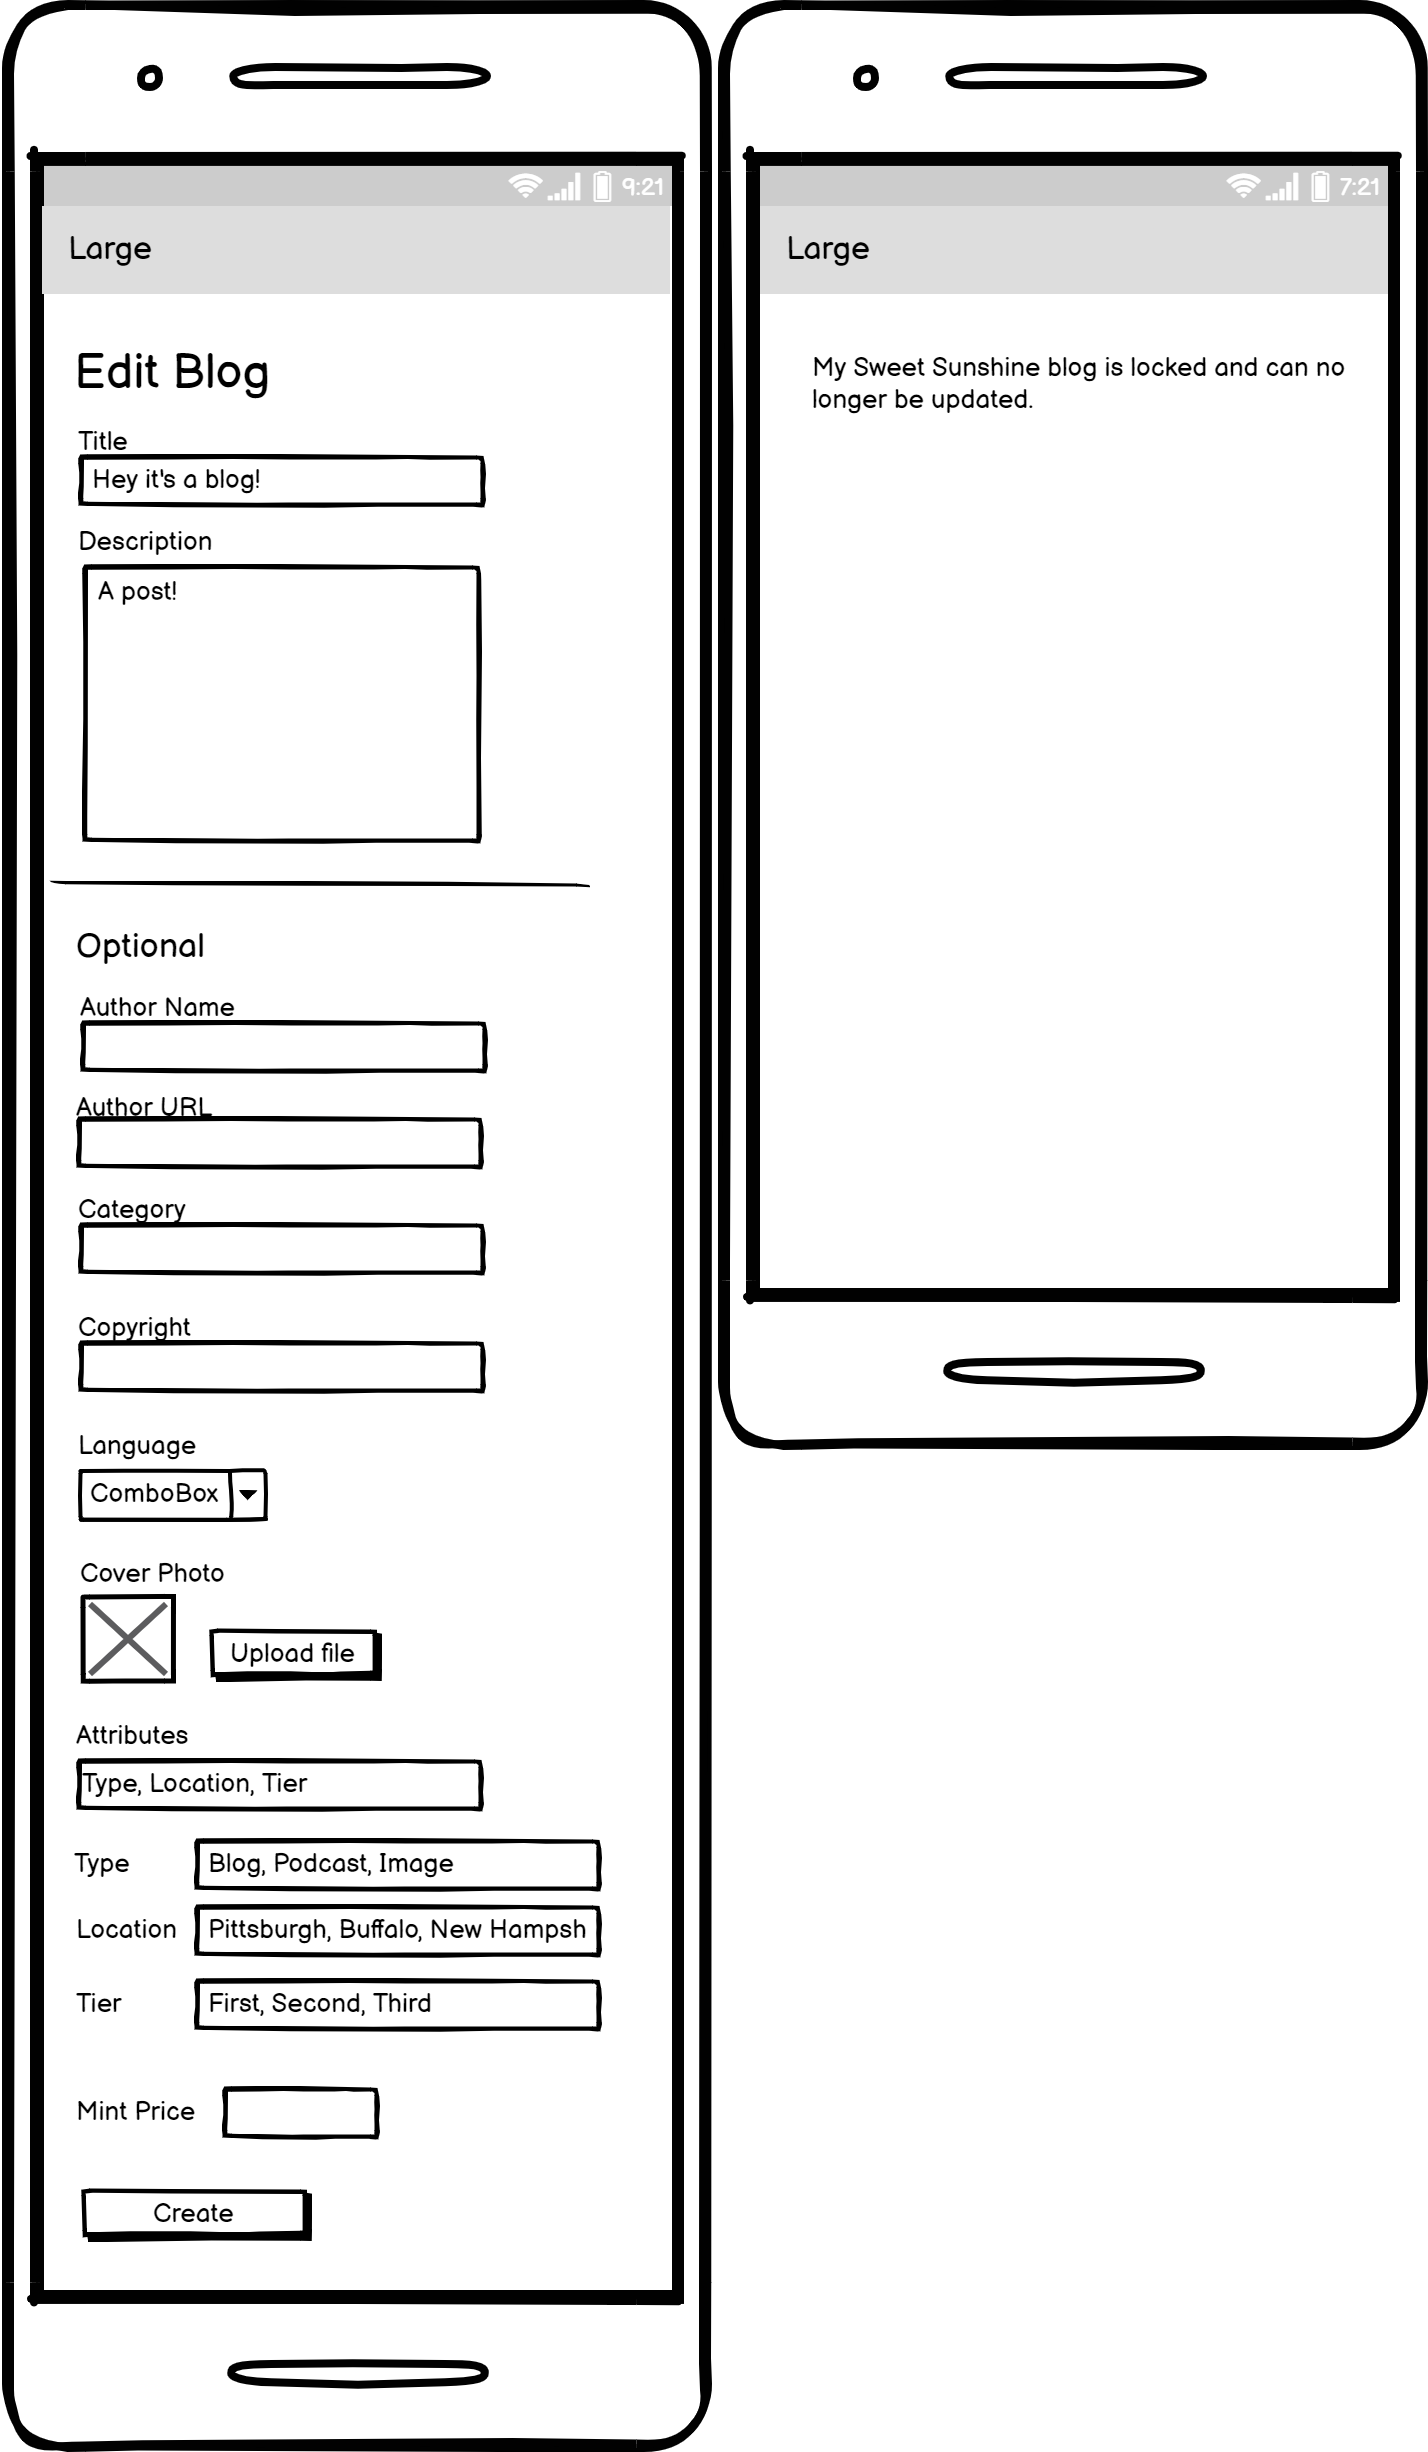 9:21
Large
Edit Blog
Title
Hey it's a blog!
Description
A post!
Optional
Author Name
Author URL
Category
Copyright
Language
ComboBox
Cover Photo
Upload file
Attributes
Type, Location, Tier
Type
Blog, Podcast, Image
Location
Pittsburgh, Buffalo, New Hampsh
Tier
First, Second, Third
Mint Price
Create
7:21
Large
My Sweet Sunshine blog is locked and can no
longer be updated.